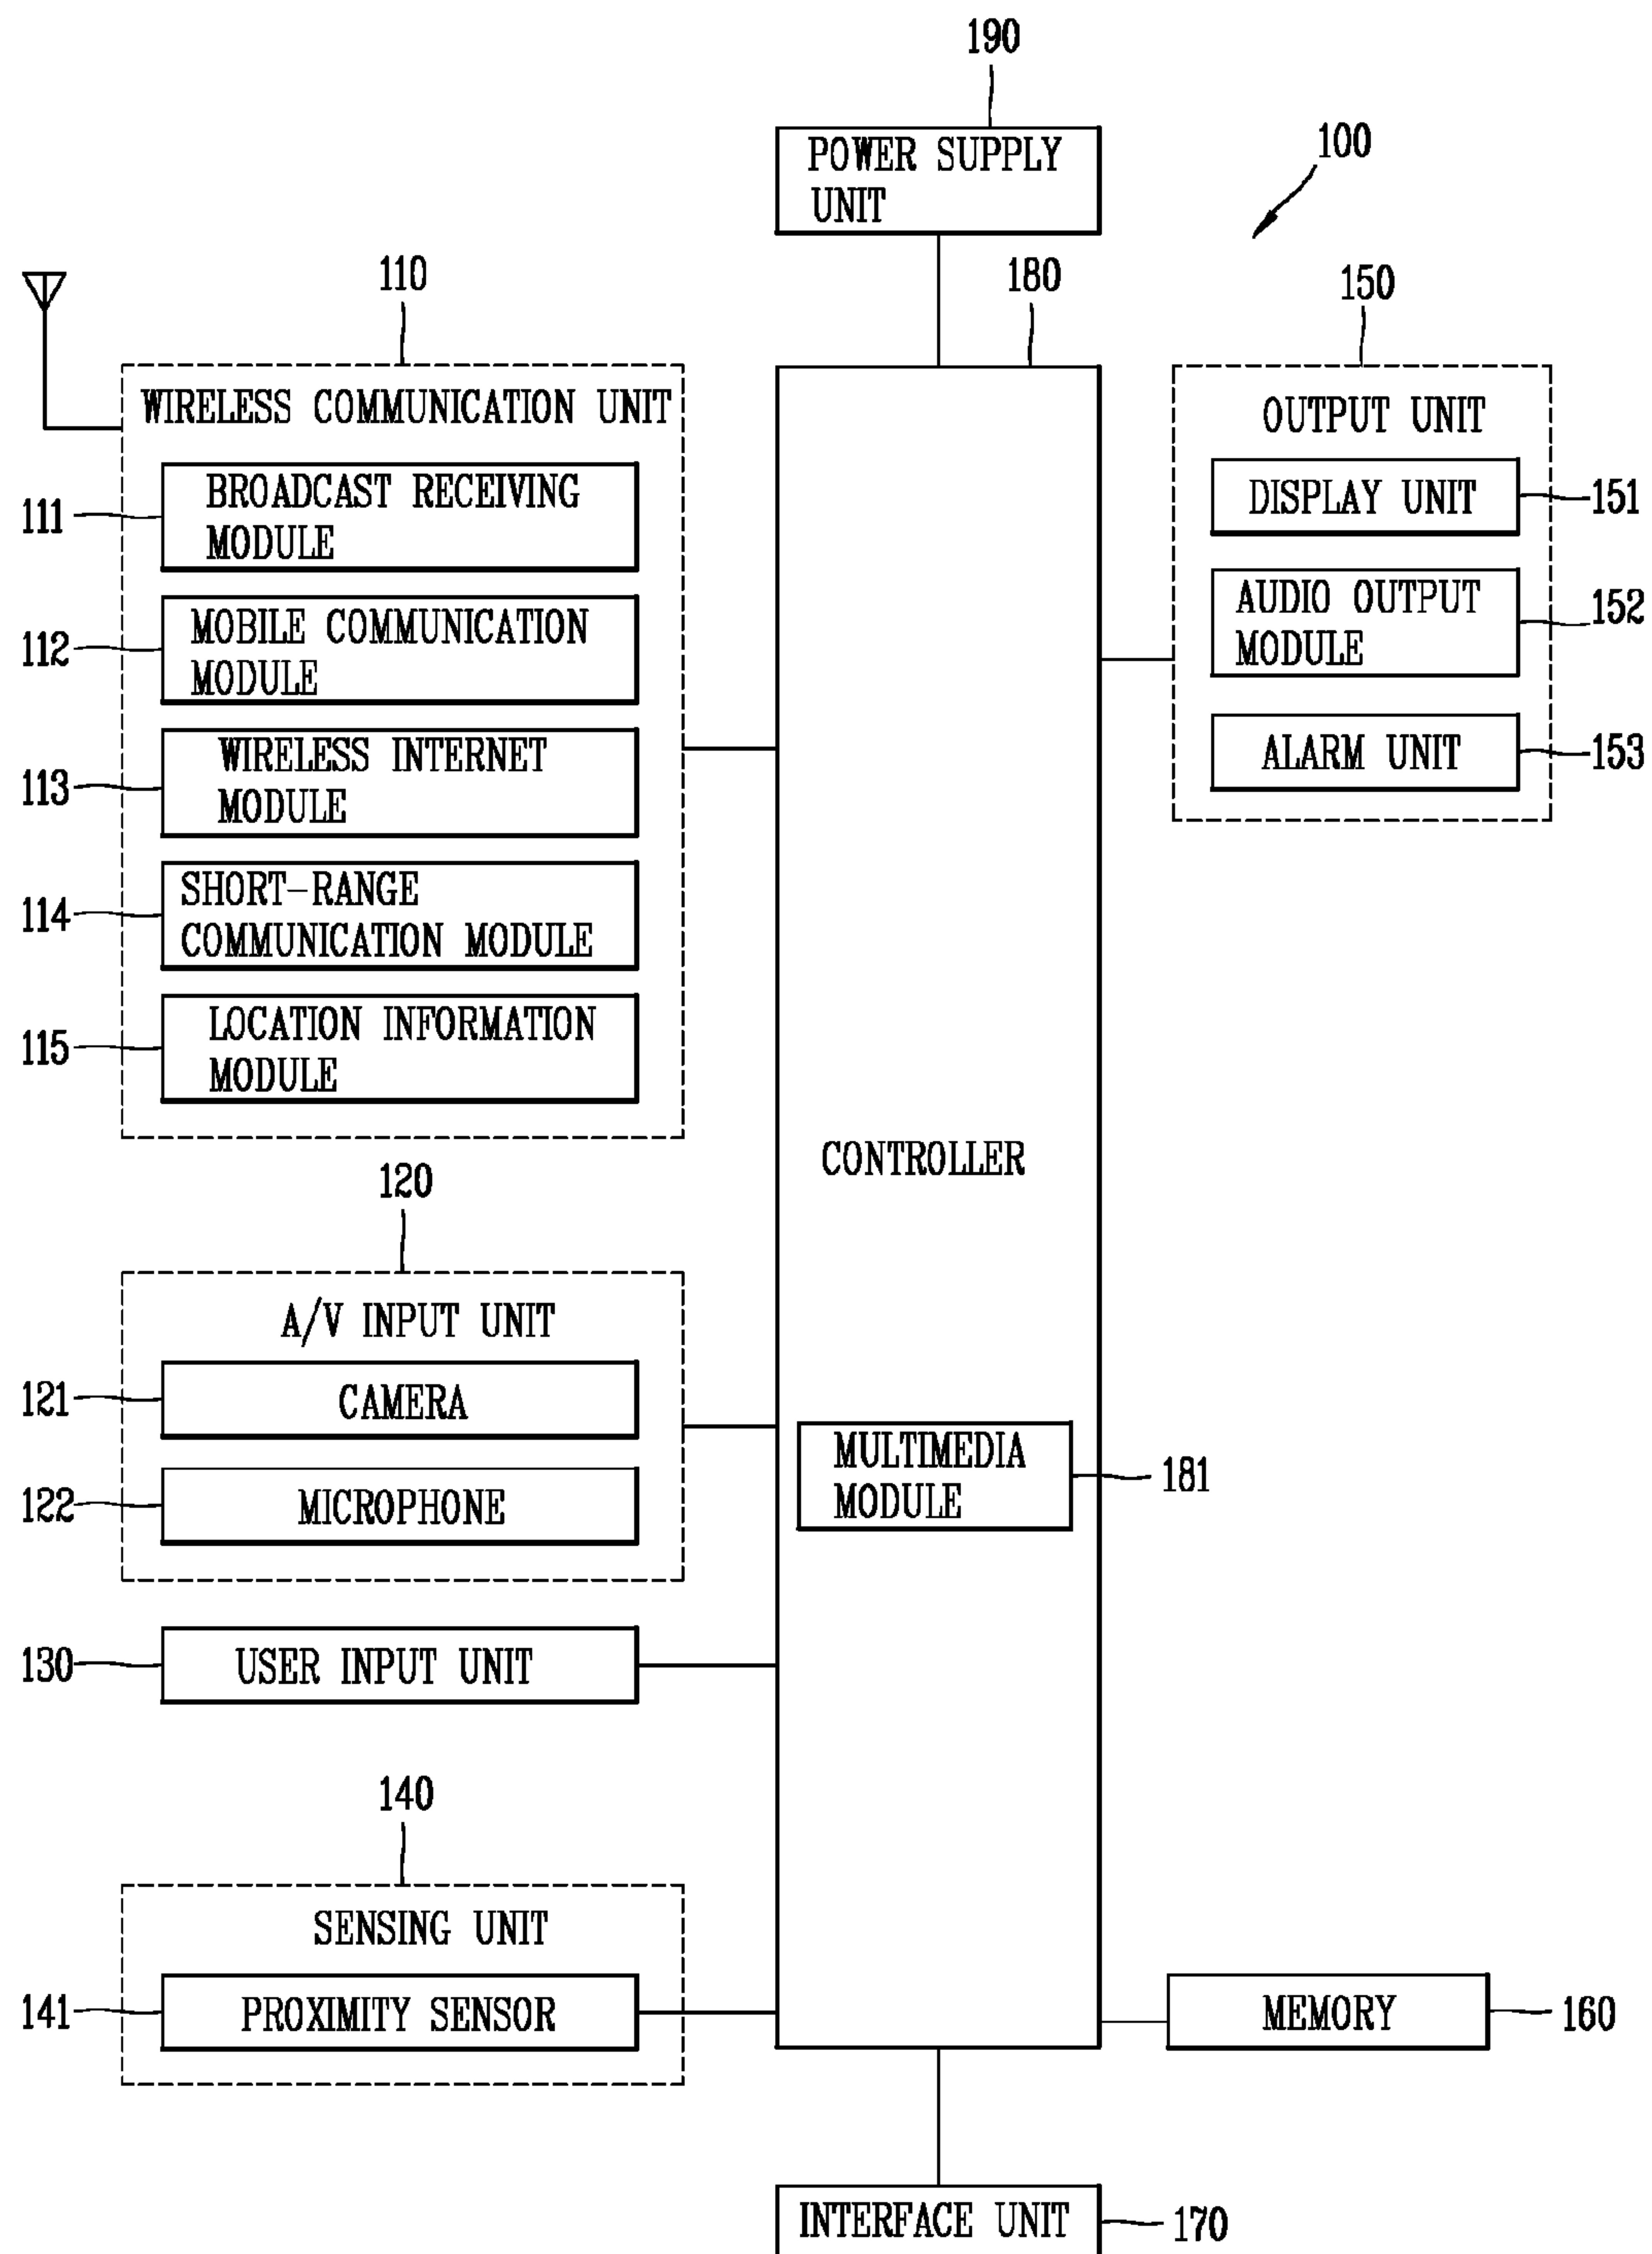 190
POWER SUPPLY
UNIT
100
110
180
150
WIRELESS COMMUNICATION UNIT
111
BROADCAST RECEIVING
MODULE
112
MOBILE COMMUNICATION
MODULE
113
WIRELESS INTERNET
MODULE
114
SHORT-RANGE
COMMUNICATION MODULE
115
LOCATION INFORMATION
MODULE
OUTPUT UNIT
DISPLAY UNIT
151
AUDIO OUTPUT
MODULE
152
ALARM UNIT
153
CONTROLLER
120
A/V INPUT UNIT
121
CAMERA
122
MICROPHONE
MULTIMEDIA
MODULE
181
130
USER INPUT UNIT
140
SENSING UNIT
141
PROXIMITY SENSOR
MEMORY
160
INTERFACE UNIT
170